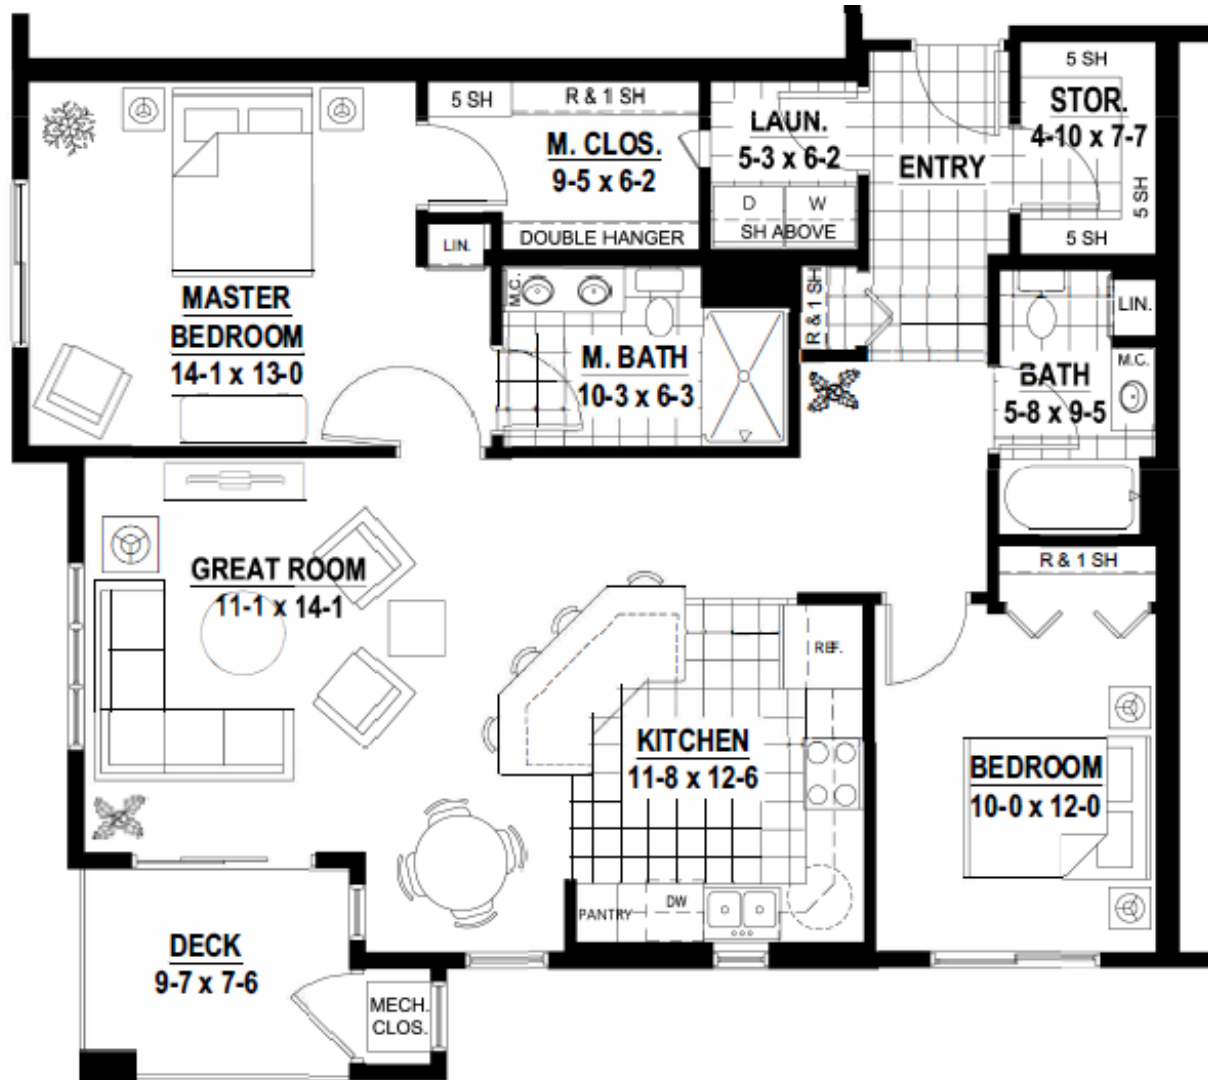 5 SH
R & 1 SH
M. CLOS.
9-5 x 6-2
DOUBLE HANGER
LIN.
LAUN.
5-3 x 6-2
D
W
SH ABOVE
ENTRY
5 SH
STOR.
4-10 x 7-7
5 SH
5 SH
MASTER
BEDROOM
14-1 x 13-0
M.C.
M. BATH
10-3 x 6-3
R & 1 SH
LIN.
M.C.
BATH
5-8 x 9-5
R & 1 SH
GREAT ROOM
11-1 x 14-1
REF.
KITCHEN
11-8 x 12-6
BEDROOM
10-0 x 12-0
PANTRY
DW
DECK
9-7 x 7-6
MECH.
CLOS.